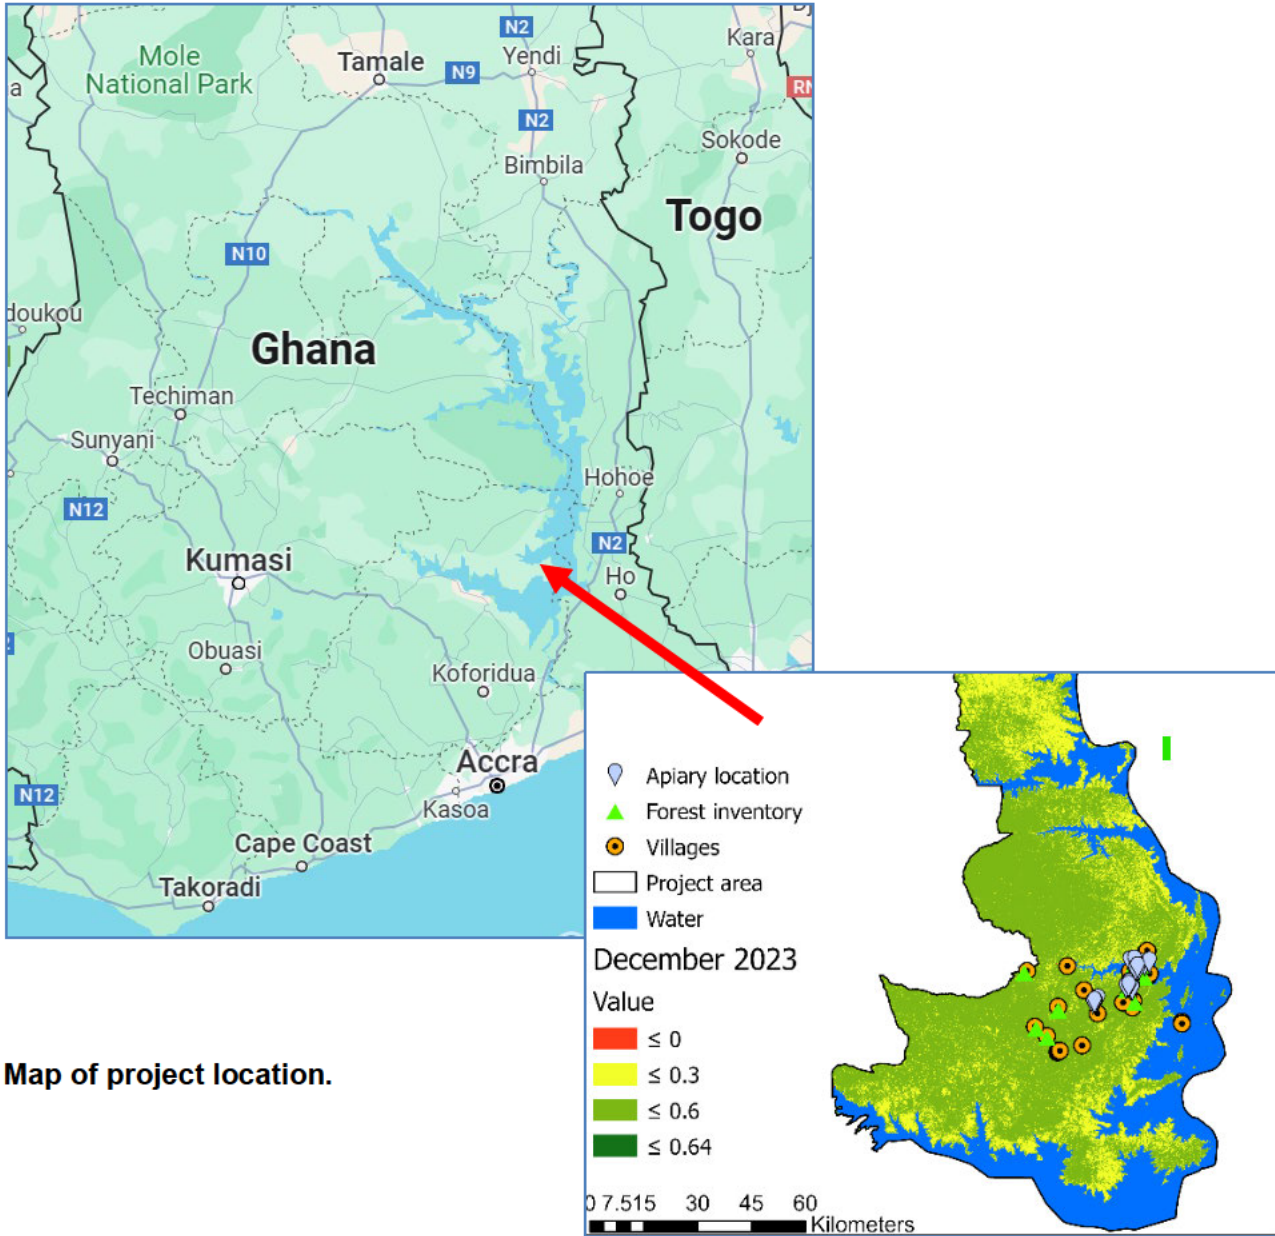 Mole
National Park
Tamale
N9
N2
Yendi
Kara
RN
N2
Bimbila
Sokode
Togo
N10
doukou
Ghana
Techiman
Sunyani
N12
Hohoe
N2
Kumasi
Ho
Obuasi
Koforidua
Accra
N12
Kasoa
Cape Coast
Takoradi
Apiary location
Forest inventory
Villages
Project area
Water
December 2023
Value
≤ 0
≤ 0.3
≤ 0.6
≤ 0.64
0 7.515 30 45 60
Kilometers
Map of project location.